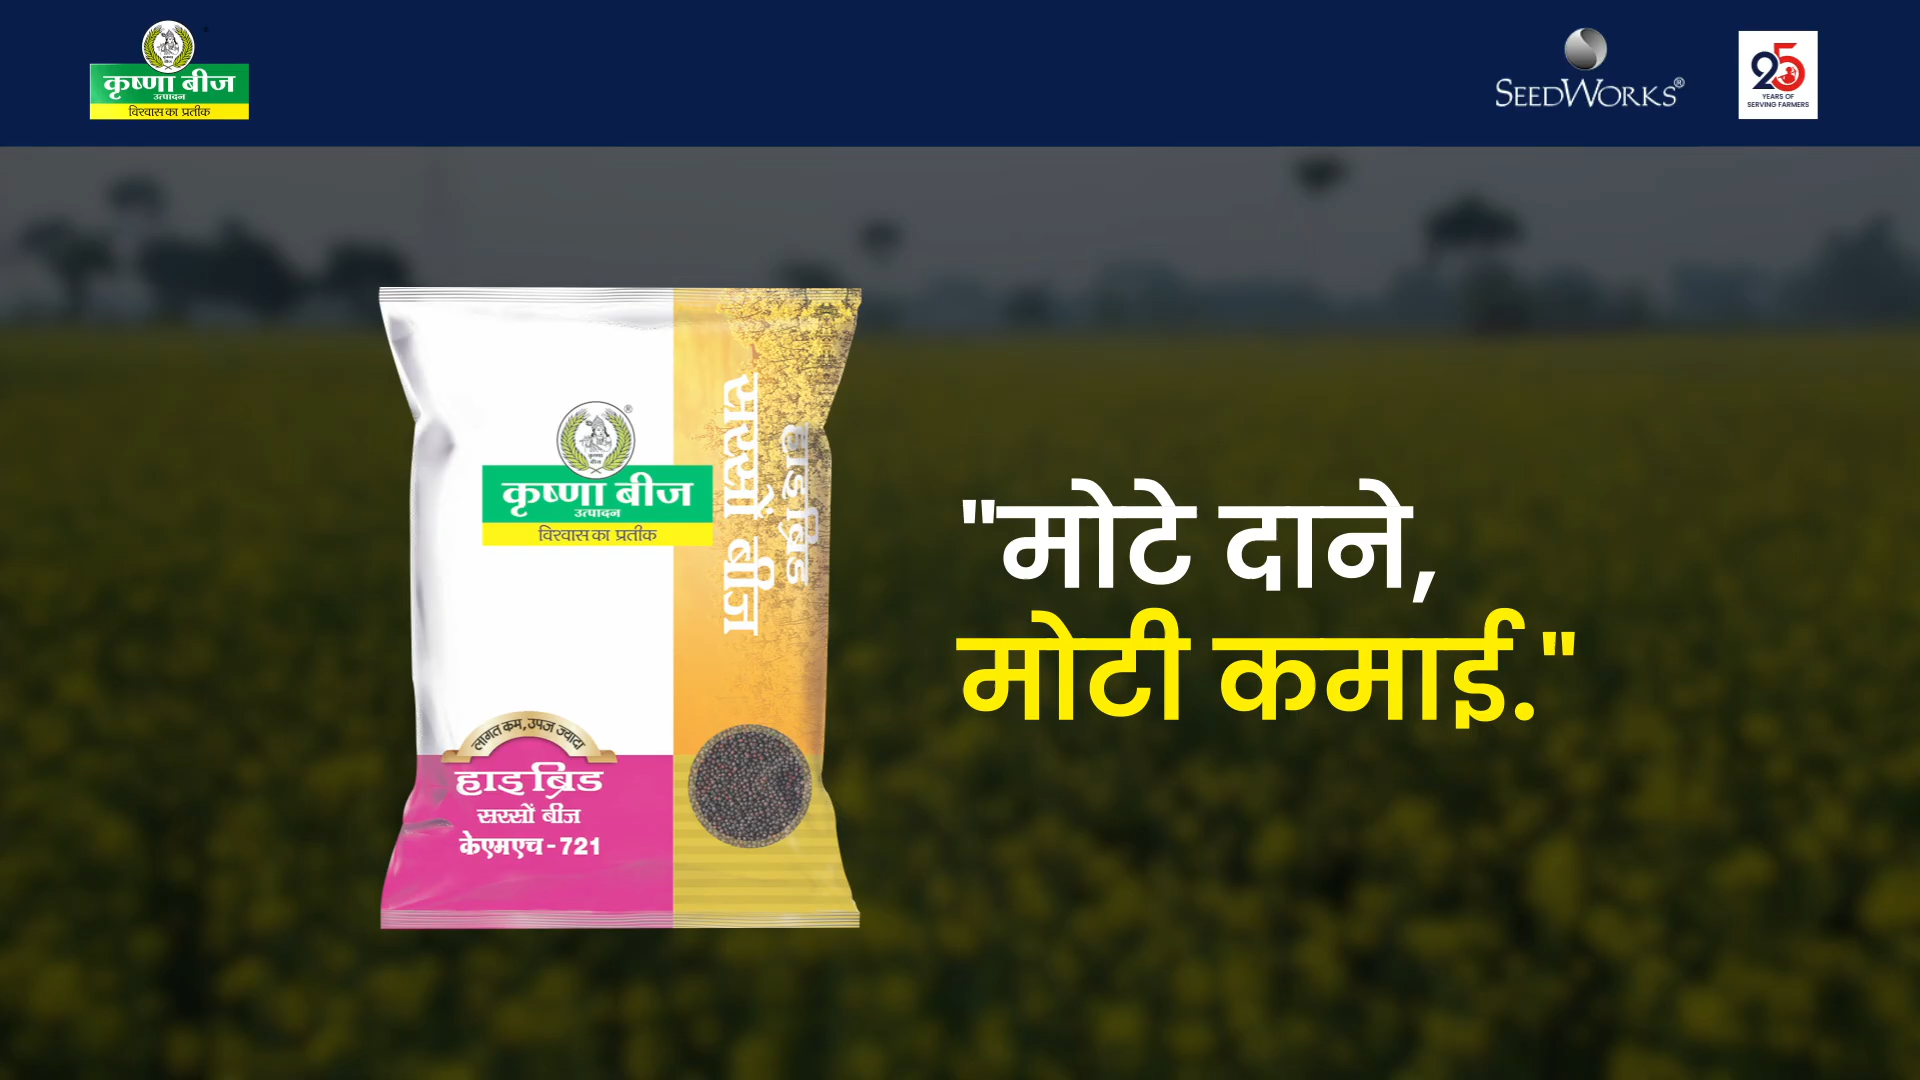 कृष्णा बीज
उत्पादन
विश्वास का प्रतीक
SEEDWORKS®
25
YEARS OF
SERVING FARMERS
कृष्णा बीज
उत्पादन
विश्वास का प्रतीक
हाइब्रिड
सरसों बीज
लागत कम, उपज ज्यादा
हाइब्रिड
सरसों बीज
केएमएच - 721
"मोटे दाने,
मोटी कमाई."